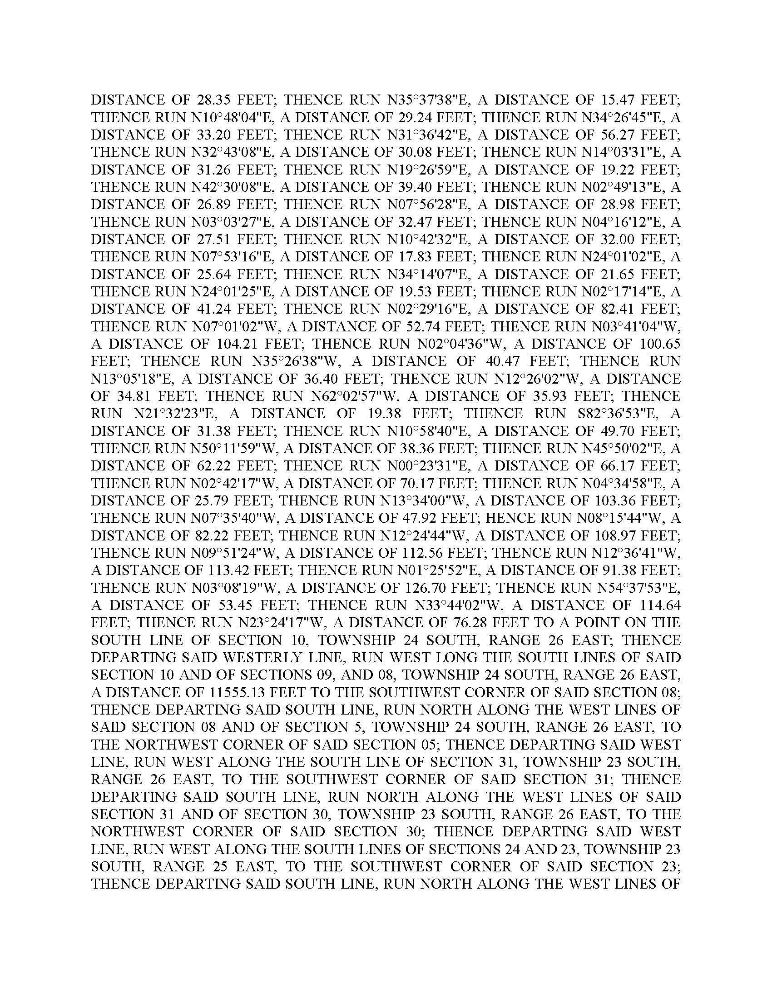 DISTANCE OF 28.35 FEET; THENCE RUN N35°37'38"E, A DISTANCE OF 15.47 FEET;
THENCE RUN N10°48'04"E, A DISTANCE OF 29.24 FEET; THENCE RUN N34°26'45"E, A
DISTANCE OF 33.20 FEET; THENCE RUN N31°36'42"E, A DISTANCE OF 56.27 FEET;
THENCE RUN N32°43'08"E, A DISTANCE OF 30.08 FEET; THENCE RUN N14°03'31"E, A
DISTANCE OF 31.26 FEET; THENCE RUN N19°26'59"E, A DISTANCE OF 19.22 FEET;
THENCE RUN N42°30'08"E, A DISTANCE OF 39.40 FEET; THENCE RUN N02°49'13"E, A
DISTANCE OF 26.89 FEET; THENCE RUN N07°56'28"E, A DISTANCE OF 28.98 FEET;
THENCE RUN N03°03'27"E, A DISTANCE OF 32.47 FEET; THENCE RUN N04°16'12"E, A
DISTANCE OF 27.51 FEET; THENCE RUN N10°42'32"E, A DISTANCE OF 32.00 FEET;
THENCE RUN N07°53'16"E, A DISTANCE OF 17.83 FEET; THENCE RUN N24°01'02"E, A
DISTANCE OF 25.64 FEET; THENCE RUN N34°14'07"E, A DISTANCE OF 21.65 FEET;
THENCE RUN N24°01'25"E, A DISTANCE OF 19.53 FEET; THENCE RUN N02°17'14"E, A
DISTANCE OF 41.24 FEET; THENCE RUN N02°29'16"E, A DISTANCE OF 82.41 FEET;
THENCE RUN N07°01'02"W, A DISTANCE OF 52.74 FEET; THENCE RUN N03°41'04"W,
A DISTANCE OF 104.21 FEET; THENCE RUN N02°04'36"W, A DISTANCE OF 100.65
FEET; THENCE RUN N35°26'38"W, A DISTANCE OF 40.47 FEET; THENCE RUN
N13°05'18"E, A DISTANCE OF 36.40 FEET; THENCE RUN N12°26'02"W, A DISTANCE
OF 34.81 FEET; THENCE RUN N62°02'57"W, A DISTANCE OF 35.93 FEET; THENCE
RUN N21°32'23"E, A DISTANCE OF 19.38 FEET; THENCE RUN S82°36'53"E, A
DISTANCE OF 31.38 FEET; THENCE RUN N10°58'40"E, A DISTANCE OF 49.70 FEET;
THENCE RUN N50°11'59"W, A DISTANCE OF 38.36 FEET; THENCE RUN N45°50'02"E, A
DISTANCE OF 62.22 FEET; THENCE RUN N00°23'31"E, A DISTANCE OF 66.17 FEET;
THENCE RUN N02°42'17"W, A DISTANCE OF 70.17 FEET; THENCE RUN N04°34'58"E, A
DISTANCE OF 25.79 FEET; THENCE RUN N13°34'00"W, A DISTANCE OF 103.36 FEET;
THENCE RUN N07°35'40"W, A DISTANCE OF 47.92 FEET; HENCE RUN N08°15'44"W, A
DISTANCE OF 82.22 FEET; THENCE RUN N12°24'44"W, A DISTANCE OF 108.97 FEET;
THENCE RUN N09°51'24"W, A DISTANCE OF 112.56 FEET; THENCE RUN N12°36'41"W,
A DISTANCE OF 113.42 FEET; THENCE RUN N01°25'52"E, A DISTANCE OF 91.38 FEET;
THENCE RUN N03°08'19"W, A DISTANCE OF 126.70 FEET; THENCE RUN N54°37'53"E,
A DISTANCE OF 53.45 FEET; THENCE RUN N33°44'02"W, A DISTANCE OF 114.64
FEET; THENCE RUN N23°24'17"W, A DISTANCE OF 76.28 FEET TO A POINT ON THE
SOUTH LINE OF SECTION 10, TOWNSHIP 24 SOUTH, RANGE 26 EAST; THENCE
DEPARTING SAID WESTERLY LINE, RUN WEST LONG THE SOUTH LINES OF SAID
SECTION 10 AND OF SECTIONS 09, AND 08, TOWNSHIP 24 SOUTH, RANGE 26 EAST,
A DISTANCE OF 11555.13 FEET TO THE SOUTHWEST CORNER OF SAID SECTION 08;
THENCE DEPARTING SAID SOUTH LINE, RUN NORTH ALONG THE WEST LINES OF
SAID SECTION 08 AND OF SECTION 5, TOWNSHIP 24 SOUTH, RANGE 26 EAST, TO
THE NORTHWEST CORNER OF SAID SECTION 05; THENCE DEPARTING SAID WEST
LINE, RUN WEST ALONG THE SOUTH LINE OF SECTION 31, TOWNSHIP 23 SOUTH,
RANGE 26 EAST, TO THE SOUTHWEST CORNER OF SAID SECTION 31; THENCE
DEPARTING SAID SOUTH LINE, RUN NORTH ALONG THE WEST LINES OF SAID
SECTION 31 AND OF SECTION 30, TOWNSHIP 23 SOUTH, RANGE 26 EAST, TO THE
NORTHWEST CORNER OF SAID SECTION 30; THENCE DEPARTING SAID WEST
LINE, RUN WEST ALONG THE SOUTH LINES OF SECTIONS 24 AND 23, TOWNSHIP 23
SOUTH, RANGE 25 EAST, TO THE SOUTHWEST CORNER OF SAID SECTION 23;
THENCE DEPARTING SAID SOUTH LINE, RUN NORTH ALONG THE WEST LINES OF